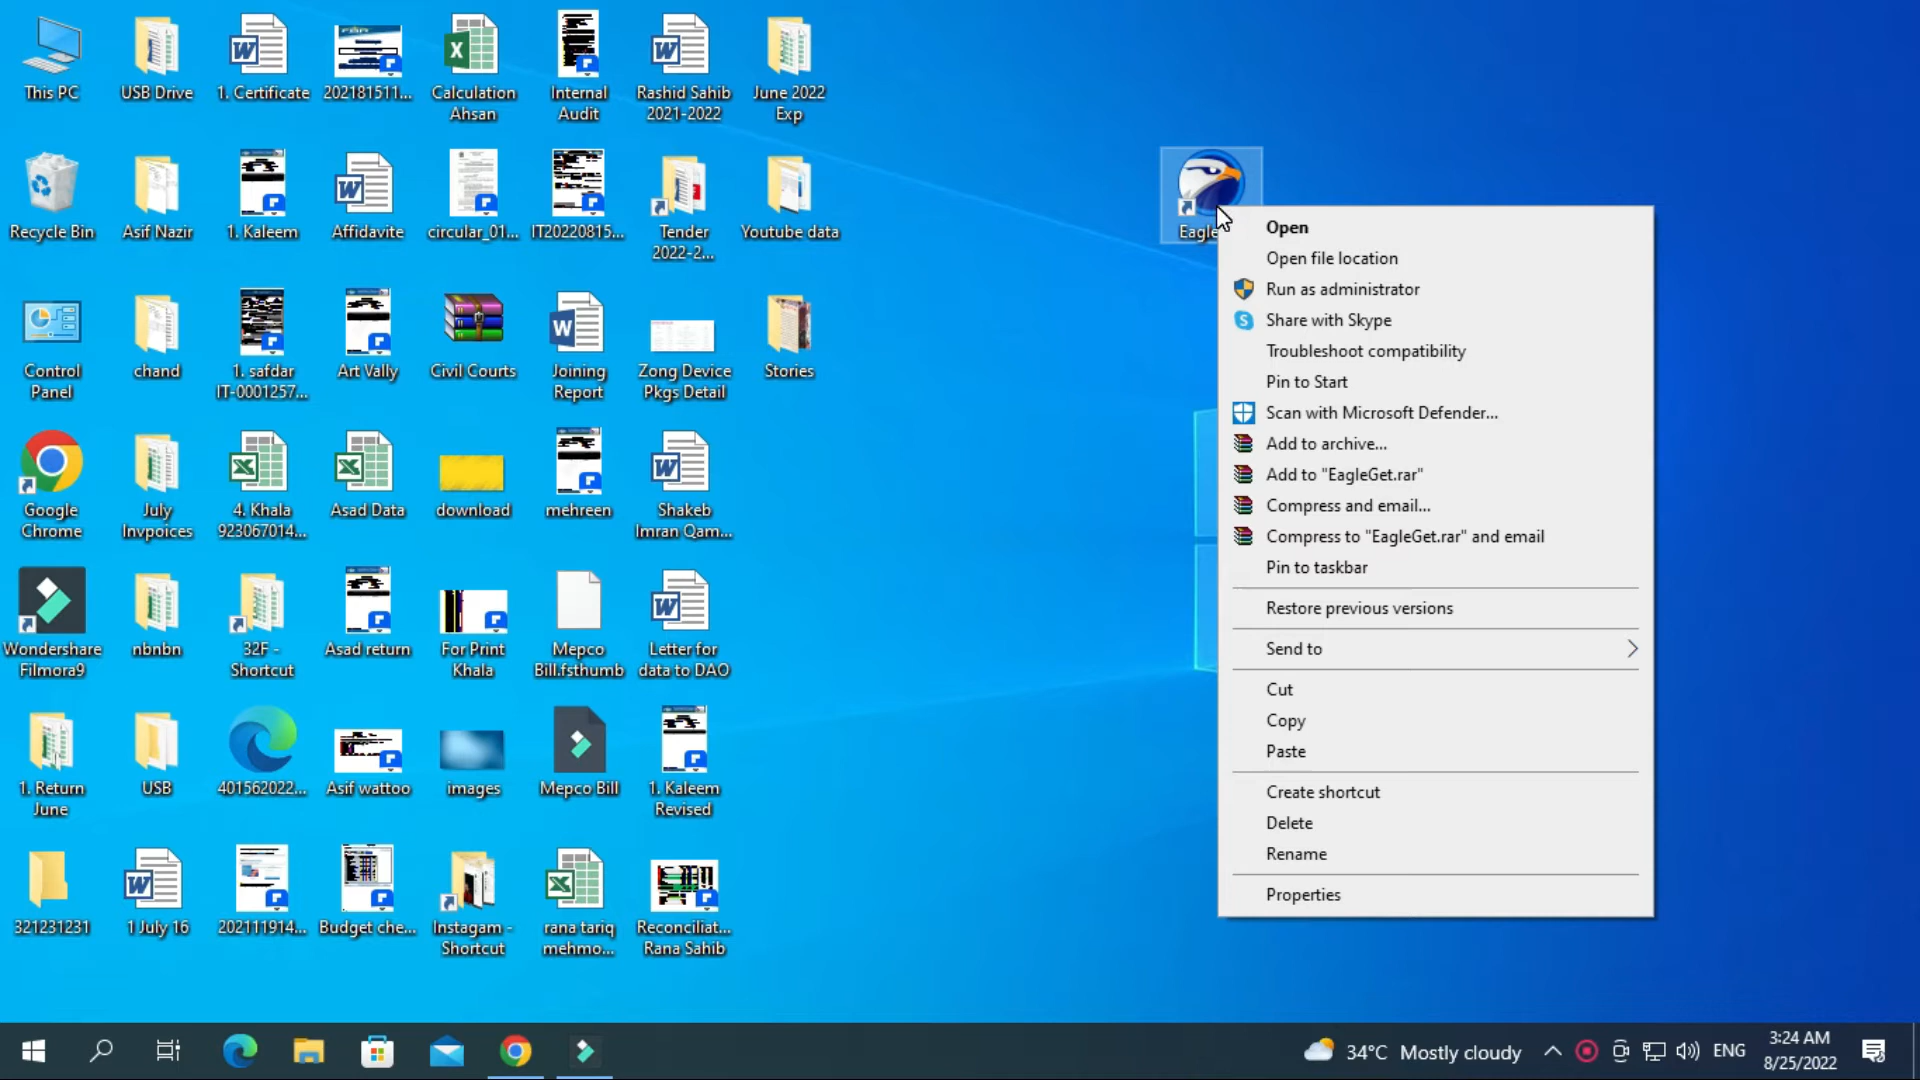 This PC
USB Drive
1. Certificate
202181511...
Calculation
Ahsan
Internal
Audit
Rashid Sahib
2021-2022
June 2022
Exp
Recycle Bin
Asif Nazir
1. Kaleem
Affidavite
circular_01...
IT20220815...
Tender
2022-2...
Youtube data
Control
Panel
chand
1. safdar
IT-0001257...
Art Vally
Civil Courts
Joining
Report
Zong Device
Pkgs Detail
Stories
Google
Chrome
July
Invpoices
4. Khala
923067014...
Asad Data
download
mehreen
Shakeb
Imran Qam...
Wondershare
Filmora9
nbnbn
32F -
Shortcut
Asad return
For Print
Khala
Mepco
Bill.fsthumb
Letter for
data to DAO
1. Return
June
USB
401562022...
Asif wattoo
images
Mepco Bill
1. Kaleem
Revised
321231231
1 July 16
202111914...
Budget che...
Instagam -
Shortcut
rana tariq
mehmo...
Reconciliat...
Rana Sahib
Eagle
Open
Open file location
Run as administrator
Share with Skype
Troubleshoot compatibility
Pin to Start
Scan with Microsoft Defender...
Add to archive...
Add to "EagleGet.rar"
Compress and email...
Compress to "EagleGet.rar" and email
Pin to taskbar
Restore previous versions
Send to
Cut
Copy
Paste
Create shortcut
Delete
Rename
Properties
34°C Mostly cloudy
ENG
3:24 AM
8/25/2022